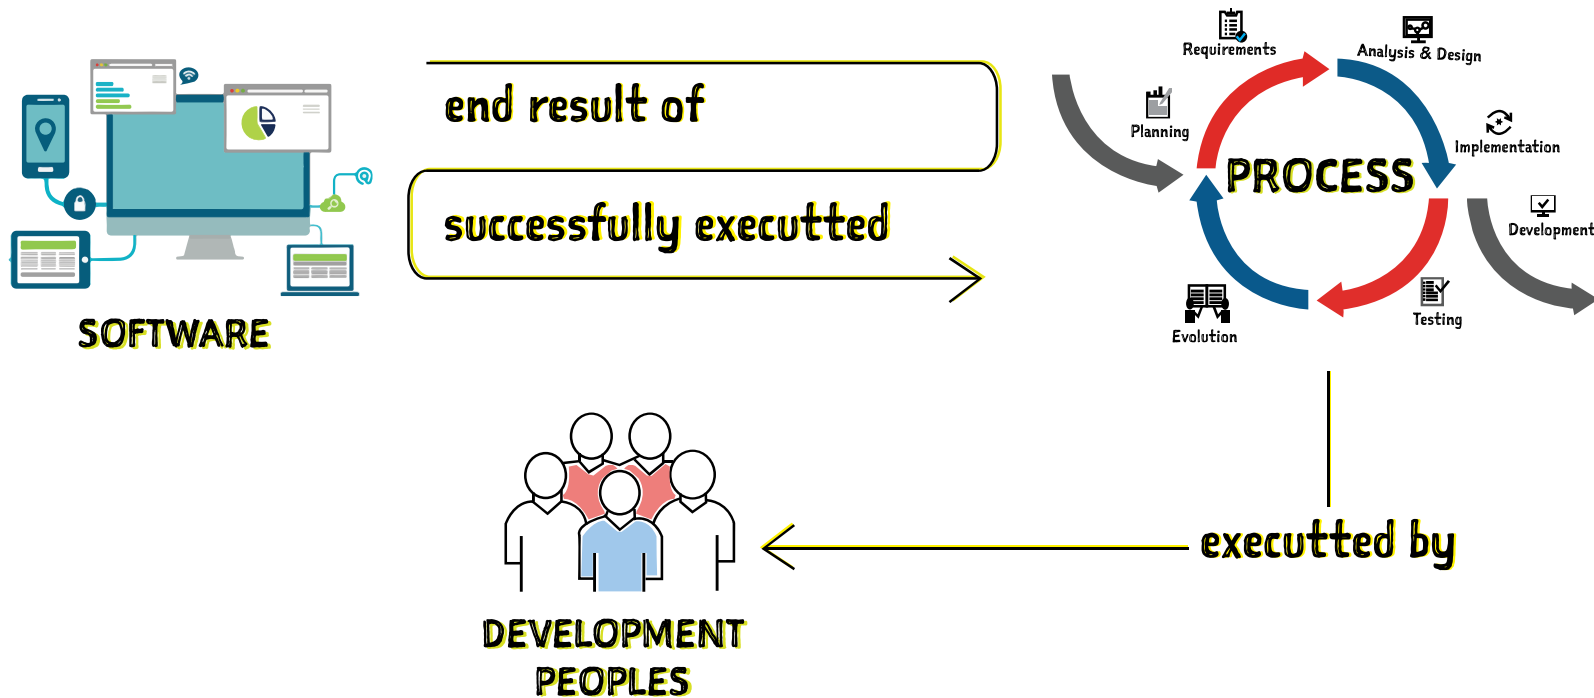 end result of
successfully executted
SOFTWARE
Requirements
Analysis & Design
Planning
Implementation
PROCESS
Development
Evolution
Testing
executted by
DEVELOPMENT
PEOPLES